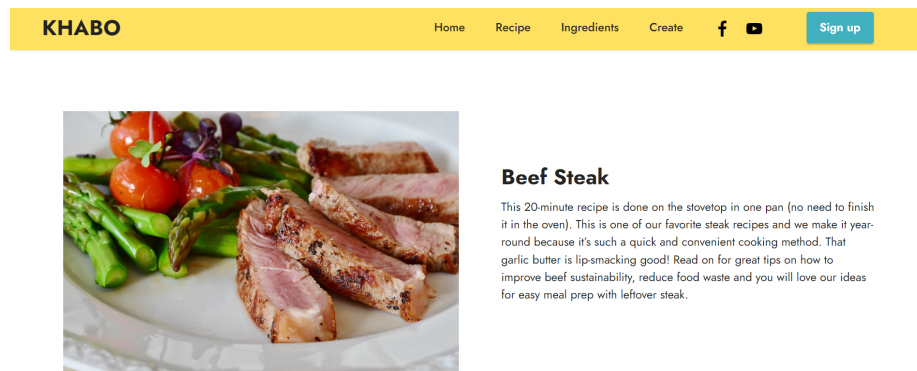 KHABO
Home Recipe Ingredients Create Sign up
Beef Steak
This 20-minute recipe is done on the stovetop in one pan (no need to finish
it in the oven). This is one of our favorite steak recipes and we make it year-
round because it's such a quick and convenient cooking method. That
garlic butter is lip-smacking good! Read on for great tips on how to
improve beef sustainability, reduce food waste and you will love our ideas
for easy meal prep with leftover steak.